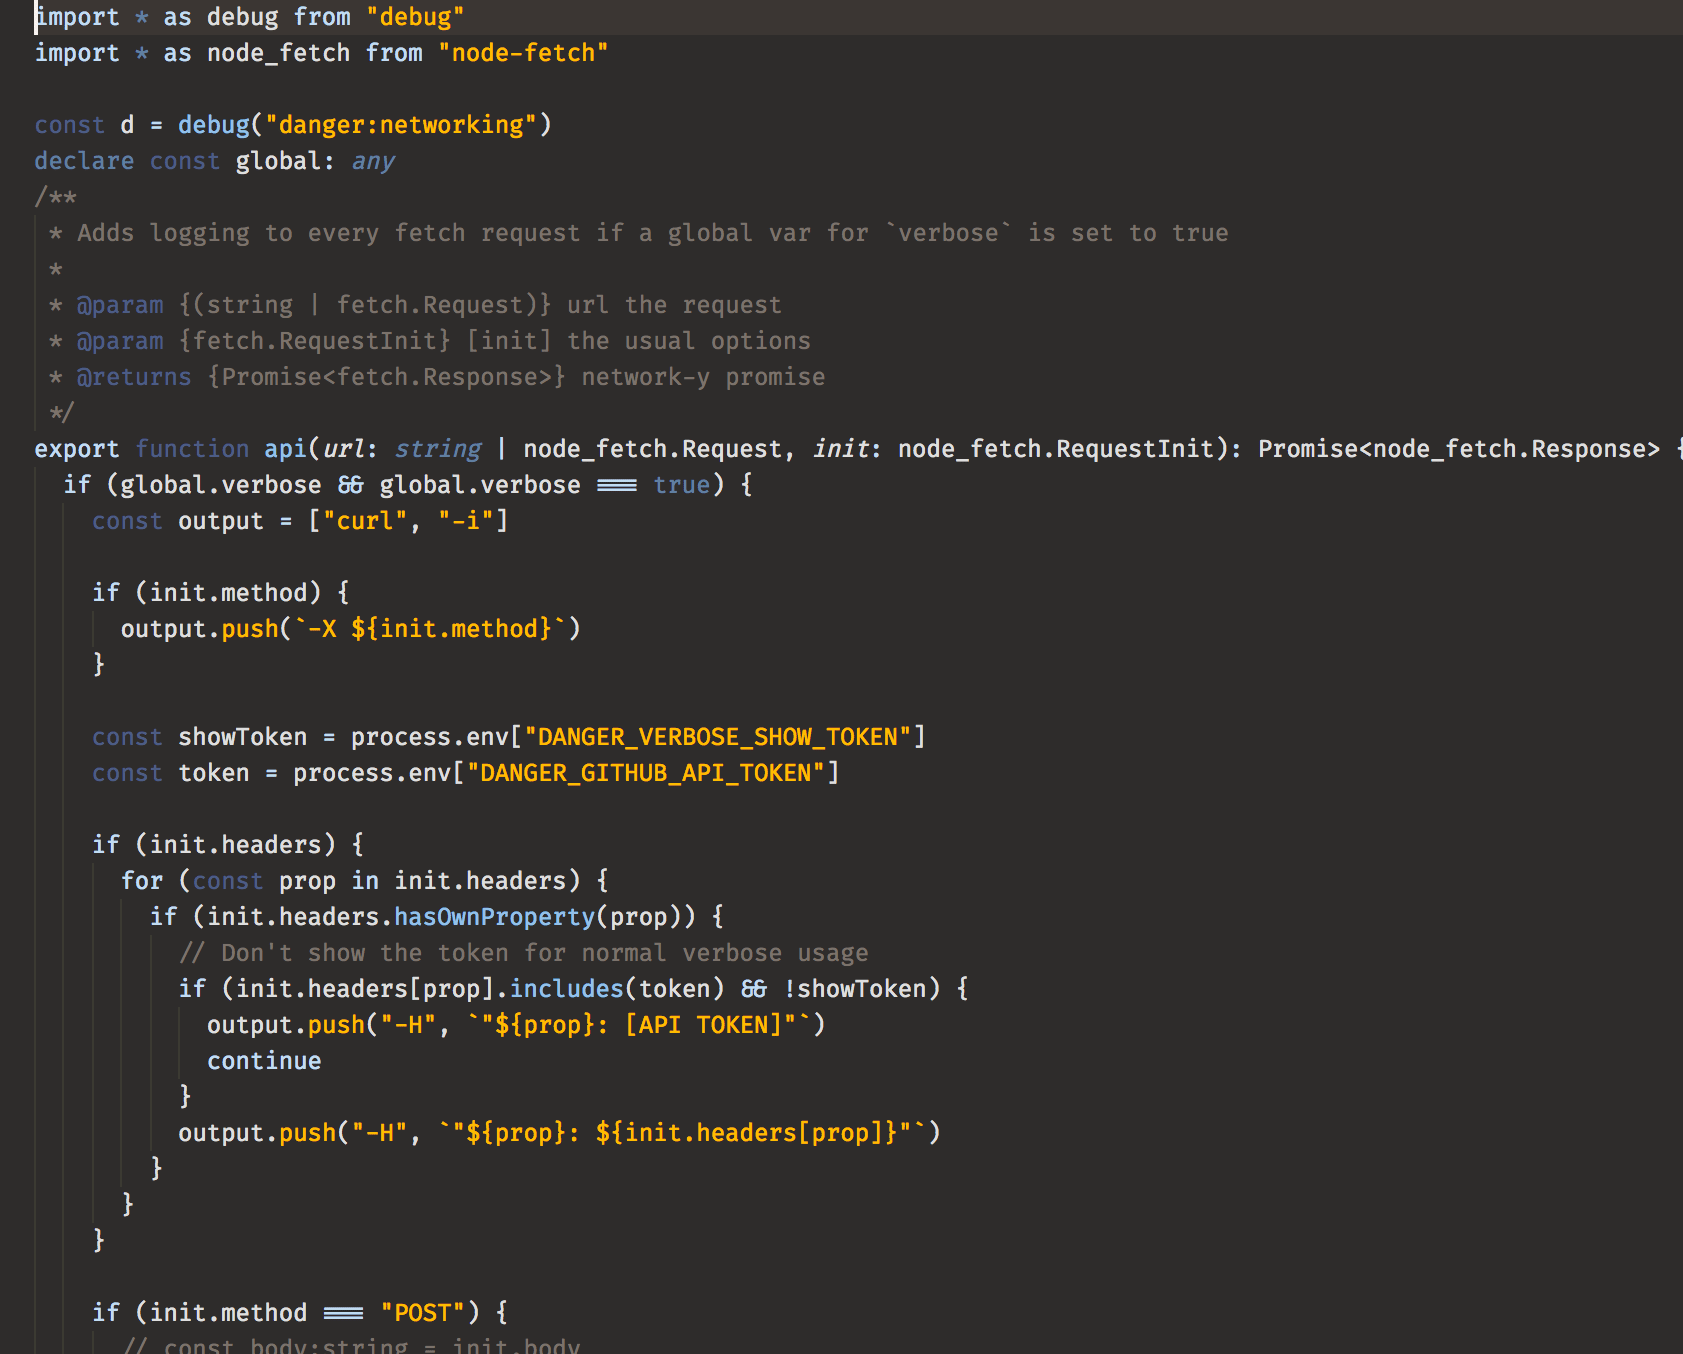 import * as debug from "debug"
import * as node_fetch from "node-fetch"

const d = debug("danger:networking")
declare const global: any
/**
 * Adds logging to every fetch request if a global var for `verbose` is set to true
 *
 * @param {(string | fetch.Request)} url the request
 * @param {fetch.RequestInit} [init] the usual options
 * @returns {Promise<fetch.Response>} network-y promise
 */
export function api(url: string | node_fetch.Request, init: node_fetch.RequestInit): Promise<node_fetch.Response> {
  if (global.verbose && global.verbose === true) {
    const output = ["curl", "-i"]

    if (init.method) {
      output.push(`-X ${init.method}`)
    }

    const showToken = process.env["DANGER_VERBOSE_SHOW_TOKEN"]
    const token = process.env["DANGER_GITHUB_API_TOKEN"]

    if (init.headers) {
      for (const prop in init.headers) {
        if (init.headers.hasOwnProperty(prop)) {
          // Don't show the token for normal verbose usage
          if (init.headers[prop].includes(token) && !showToken) {
            output.push("-H", `"${prop}: [API TOKEN]"`)
            continue
          }
          output.push("-H", `"${prop}: ${init.headers[prop]}"`)
        }
      }
    }

    if (init.method === "POST") {
      // const body:string = init.body